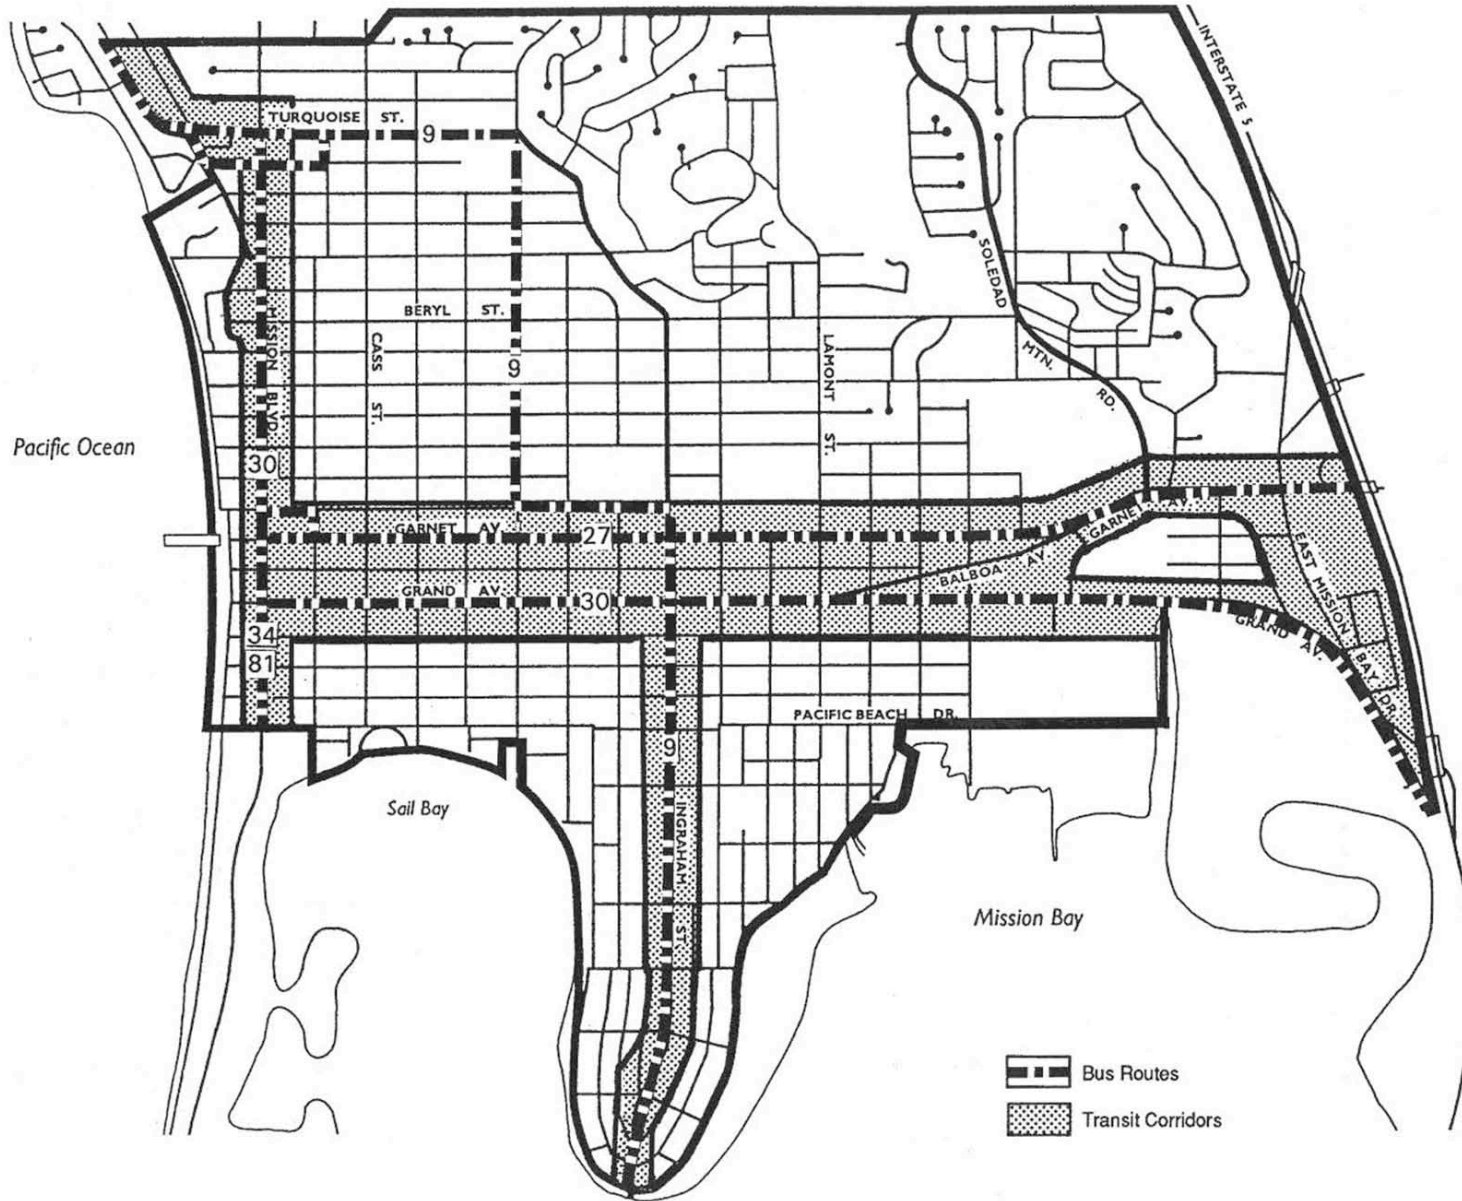 INTERSTATE 5
TURQUOISE ST.
9
SOLEDAD
MTN.
RD.
BERYL ST.
MISSION BLVD.
CASS ST.
9
LAMONT ST.
Pacific Ocean
30
GARNET AV.
27
GARNET AV.
BALBOA AV.
EAST MISSION BAY DR.
GRAND AV.
30
GRAND AV.
34
81
PACIFIC BEACH DR.
9
Sail Bay
INGRAHAM ST.
Mission Bay
Bus Routes
Transit Corridors